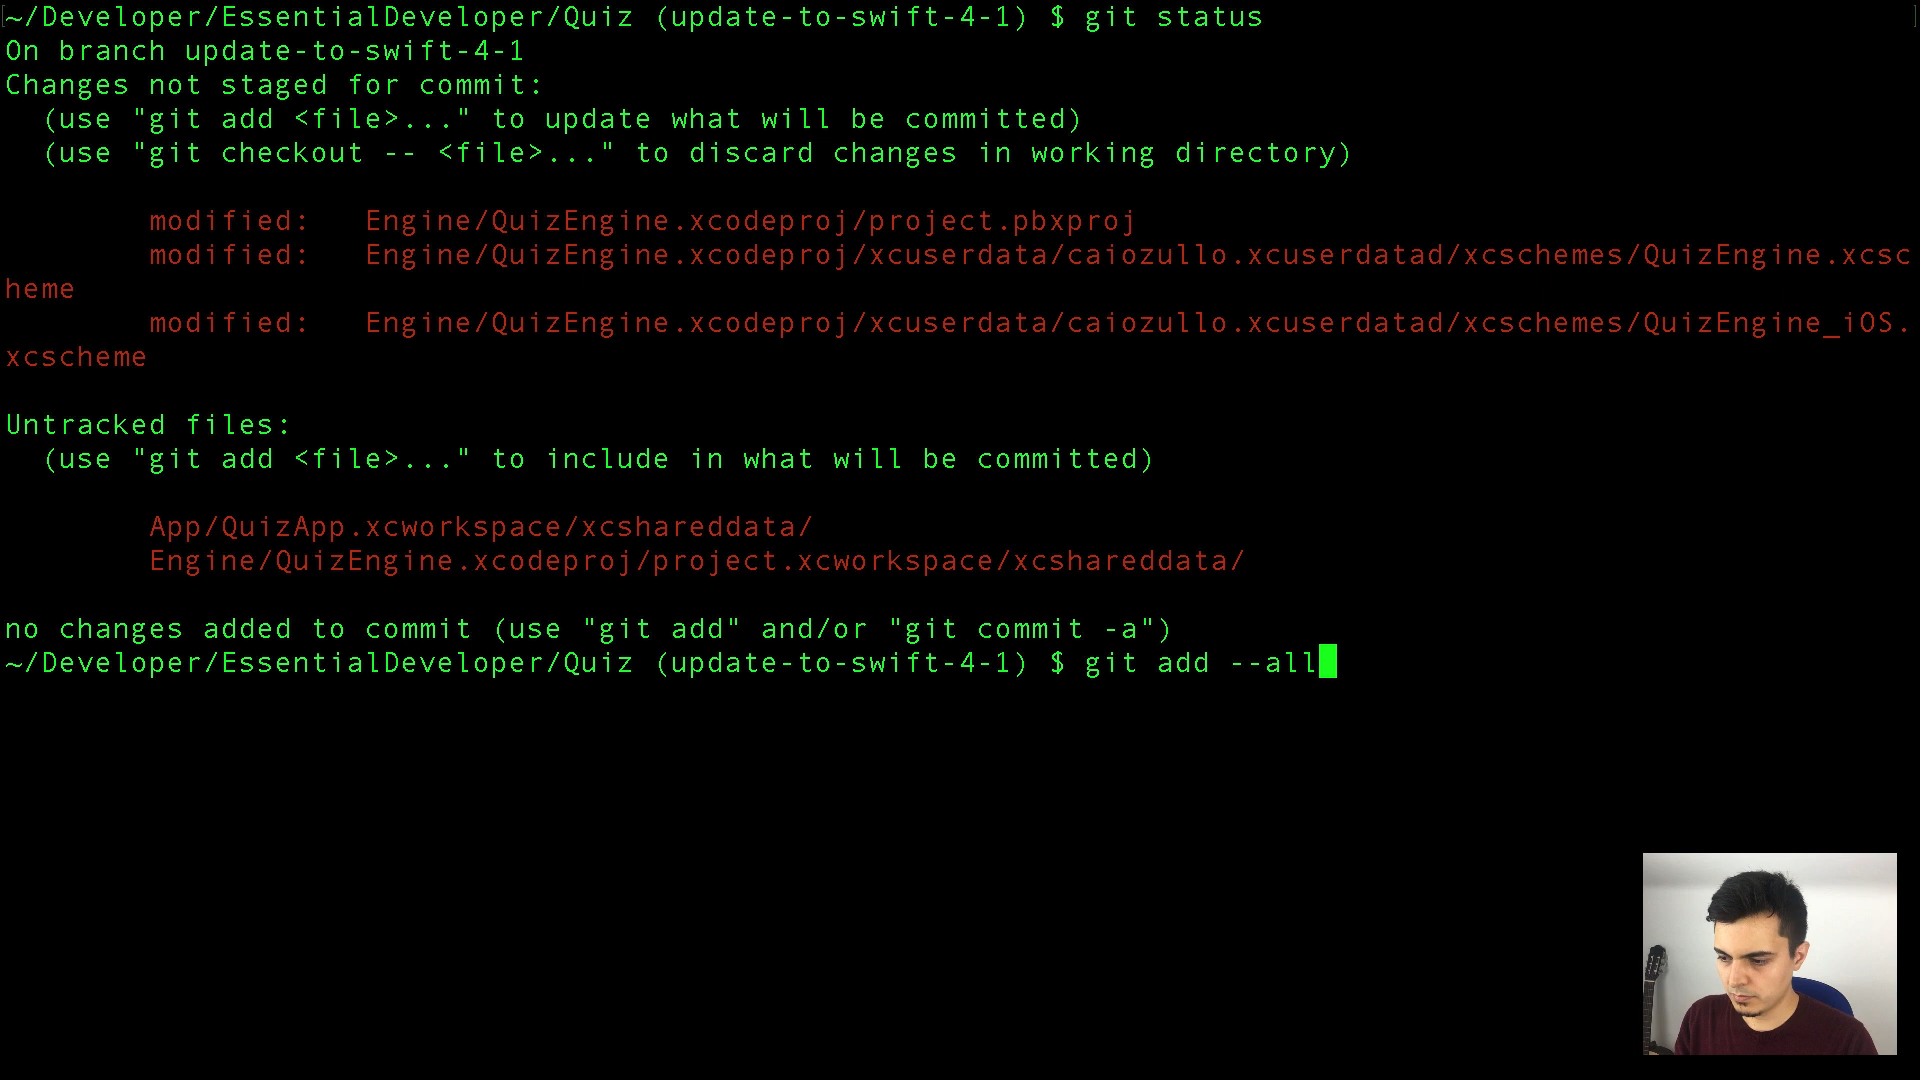 ~/Developer/EssentialDeveloper/Quiz (update-to-swift-4-1) $ git status
On branch update-to-swift-4-1
Changes not staged for commit:
  (use "git add <file>..." to update what will be committed)
  (use "git checkout -- <file>..." to discard changes in working directory)
        modified:   Engine/QuizEngine.xcodeproj/project.pbxproj
        modified:   Engine/QuizEngine.xcodeproj/xcuserdata/caiozullo.xcuserdatad/xcschemes/QuizEngine.xcsc
heme
        modified:   Engine/QuizEngine.xcodeproj/xcuserdata/caiozullo.xcuserdatad/xcschemes/QuizEngine_iOS.
xcscheme
Untracked files:
  (use "git add <file>..." to include in what will be committed)
        App/QuizApp.xcworkspace/xcshareddata/
        Engine/QuizEngine.xcodeproj/project.xcworkspace/xcshareddata/
no changes added to commit (use "git add" and/or "git commit -a")
~/Developer/EssentialDeveloper/Quiz (update-to-swift-4-1) $ git add --all